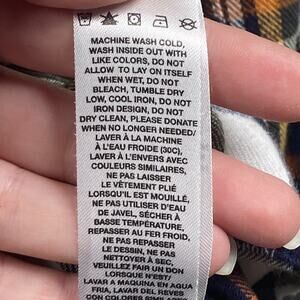 MACHINE WASH COLD,
WASH INSIDE OUT WITH
LIKE COLORS, DO NOT
ALLOW TO LAY ON ITSELF
WHEN WET, DO NOT
BLEACH, TUMBLE DRY
LOW, COOL IRON, DO NOT
IRON DESIGN, DO NOT
DRY CLEAN, PLEASE DONATE
WHEN NO LONGER NEEDED/
LAVER À LA MACHINE
À L'EAU FROIDE (30C),
LAVER À L'ENVERS AVEC
COULEURS SIMILAIRES,
NE PAS LAISSER
LE VÊTEMENT PLIÉ
LORSQU'IL EST MOUILLÉ,
NE PAS UTILISER D'EAU
DE JAVEL, SÉCHER À
BASSE TEMPÉRATURE,
REPASSER AU FER FROID,
NE PAS REPASSER
LE DESSIN, NE PAS
NETTOYER À SEC,
VEUILLEZ FAIR UN DON
LORSQUE N'EST/
LAVAR A MAQUINA EN AGUA
FRIA, LAVAR DEL REVES
CON COLORES SIMILARES